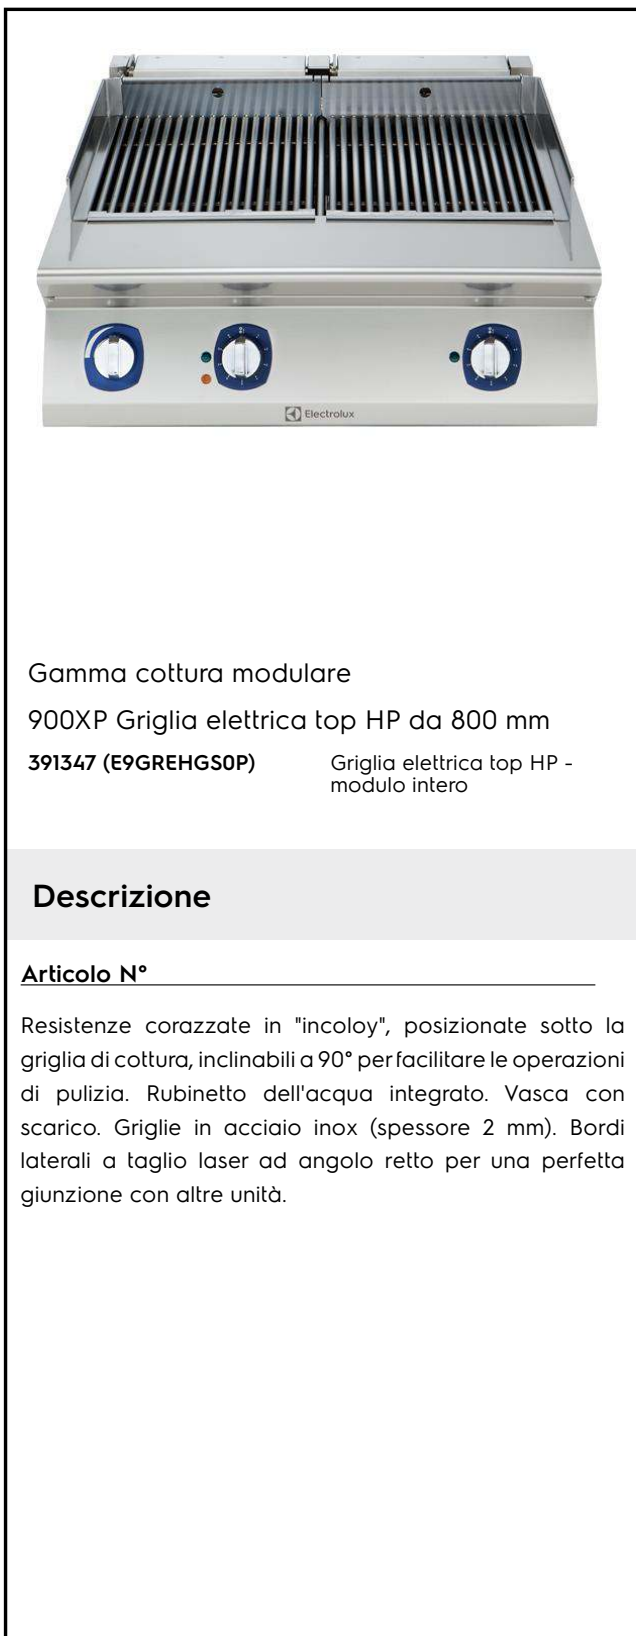 Electrolux
Gamma cottura modulare
900XP Griglia elettrica top HP da 800 mm
391347 (E9GREHGS0P)
Griglia elettrica top HP -
modulo intero
Descrizione
Articolo N°
Resistenze corazzate in "incoloy", posizionate sotto la
griglia di cottura, inclinabili a 90° per facilitare le operazioni
di pulizia. Rubinetto dell'acqua integrato. Vasca con
scarico. Griglie in acciaio inox (spessore 2 mm). Bordi
laterali a taglio laser ad angolo retto per una perfetta
giunzione con altre unità.